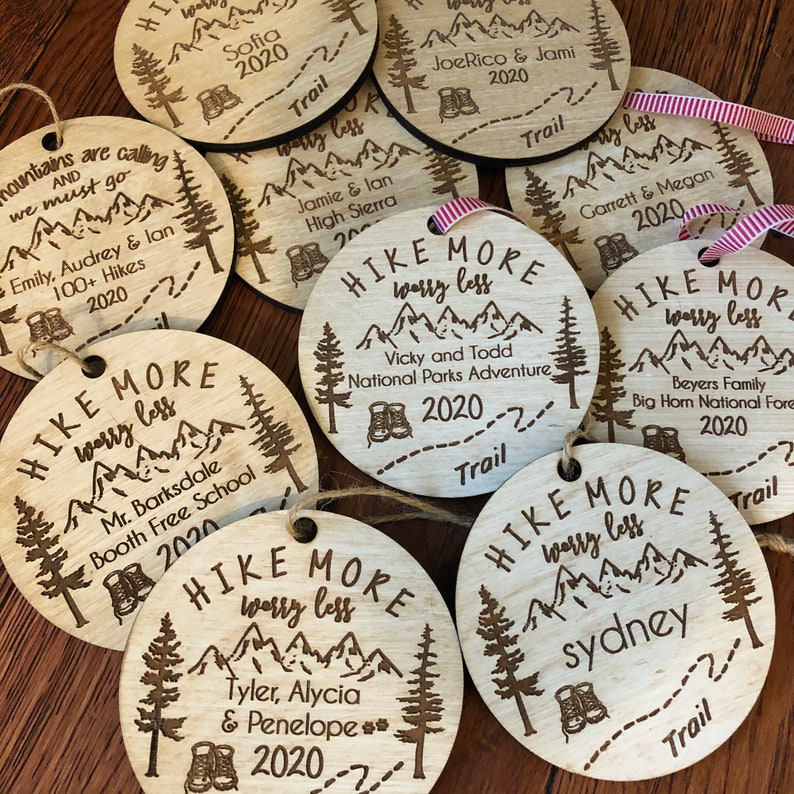 HIKE MORE
worry less
Sofia
2020
Trail
worry less
JoeRico & Jami
2020
Trail
mountains are calling
AND
we must go
Emily, Audrey & Ian
100+ Hikes
2020
worry less
Jamie & Ian
High Sierra
worry less
Garrett & Megan
2020
HIKE MORE
worry less
Vicky and Todd
National Parks Adventure
2020
Trail
HIKE MORE
worry less
Beyers Family
Big Horn National Fore
2020
Trail
HIKE MORE
worry less
Mr. Barksdale
Booth Free School
2020
HIKE MORE
worry less
Tyler, Alycia
& Penelope
2020
HIKE MORE
worry less
sydney
Trail